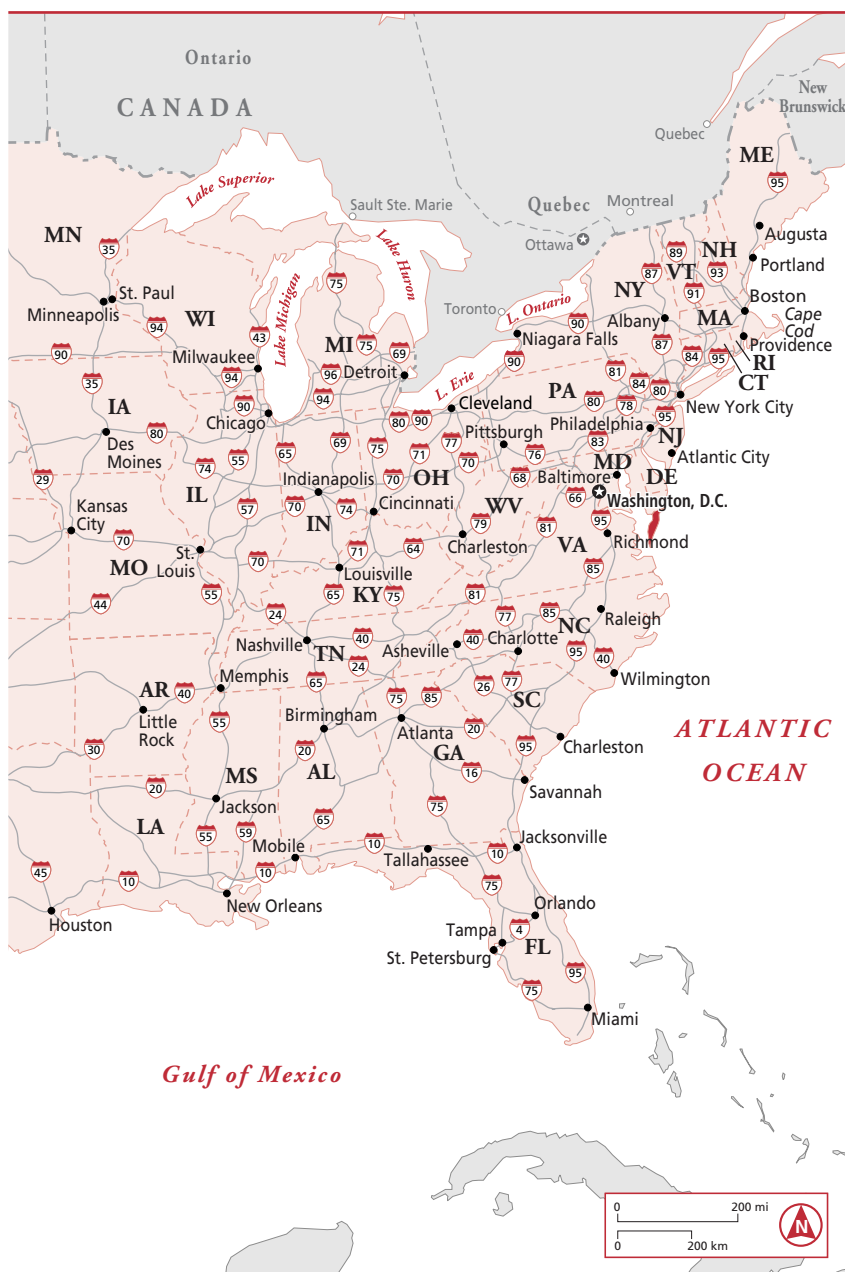 Ontario
CANADA
New
Brunswick
Quebec
ME
95
Lake Superior
Sault Ste. Marie
Quebec
Montreal
MN
35
Lake Huron
Ottawa
89
NH
Augusta
75
87
VT
93
Portland
St. Paul
Minneapolis
Lake Michigan
NY
91
Boston
94
WI
Toronto
L. Ontario
90
Albany
MA
Cape
Cod
43
MI
75
Niagara Falls
87
Providence
90
Milwaukee
69
90
84
95
RI
35
94
96
Detroit
L. Erie
81
84
80
CT
90
94
PA
80
78
New York City
IA
Chicago
80
90
Cleveland
95
Des
Moines
80
65
69
75
71
77
Pittsburgh
Philadelphia
NJ
74
55
70
76
83
Atlantic City
29
Indianapolis
70
OH
68
MD
DE
IL
Baltimore
Kansas
City
57
70
74
Cincinnati
WV
66
Washington, D.C.
IN
79
81
95
70
St.
Louis
71
64
Charleston
VA
Richmond
MO
70
Louisville
85
44
55
65
KY
75
81
24
77
85
Raleigh
Nashville
40
40
Charlotte
NC
TN
24
Asheville
95
40
AR
40
Memphis
65
75
85
26
77
Wilmington
Little
Rock
55
Birmingham
SC
ATLANTIC
OCEAN
30
20
Atlanta
20
95
Charleston
MS
AL
GA
16
20
Jackson
Savannah
LA
55
59
65
75
Mobile
10
Jacksonville
45
10
10
Tallahassee
10
75
Houston
New Orleans
Orlando
Tampa
4
FL
St. Petersburg
95
75
Miami
Gulf of Mexico
0
200 mi
0
200 km
N